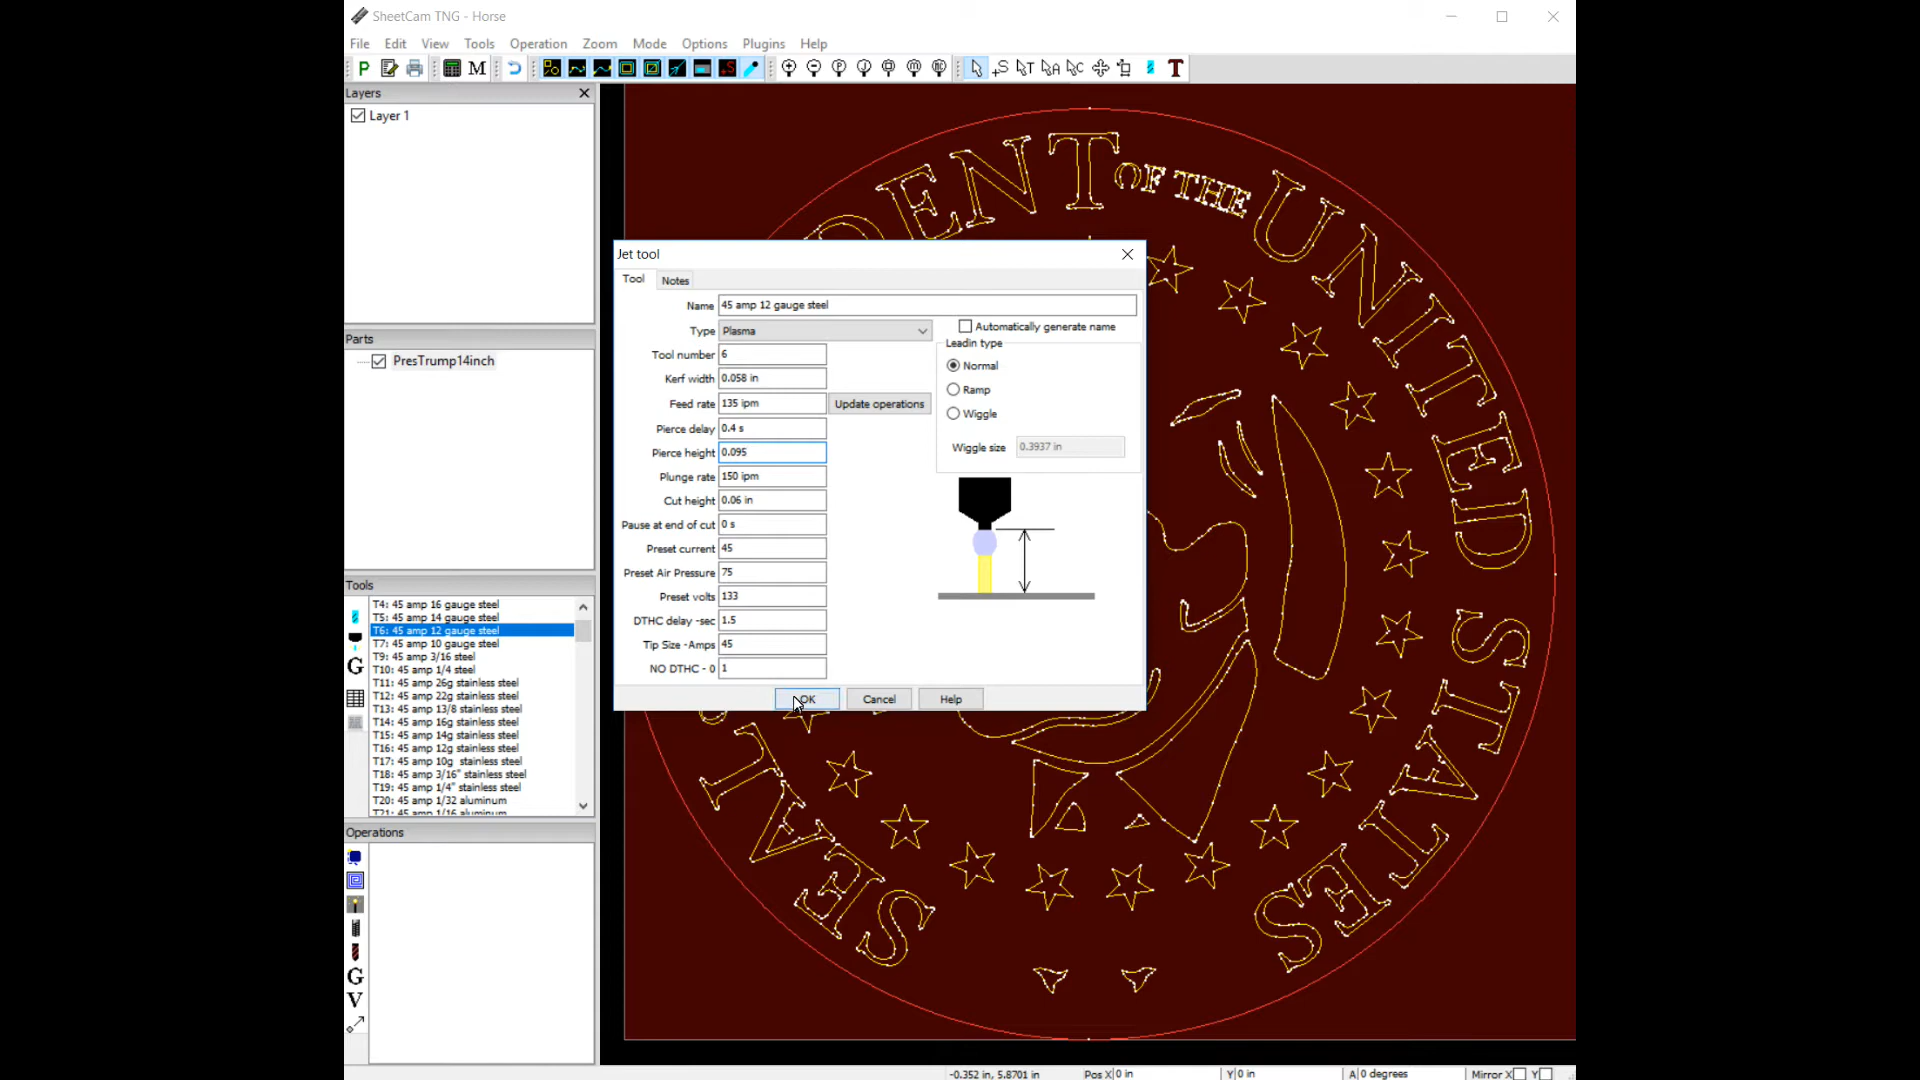 SheetCam TNG - Horse
File Edit View Tools Operation Zoom Mode Options Plugins Help
P M S T A C T
Layers
Layer 1
Parts
PresTrump14inch
Tools
T4: 45 amp 16 gauge steel
T5: 45 amp 14 gauge steel
T6: 45 amp 12 gauge steel
T7: 45 amp 10 gauge steel
T9: 45 amp 3/16 steel
T10: 45 amp 1/4 steel
T11: 45 amp 26g stainless steel
T12: 45 amp 22g stainless steel
T13: 45 amp 13/8 stainless steel
T14: 45 amp 16g stainless steel
T15: 45 amp 14g stainless steel
T16: 45 amp 12g stainless steel
T17: 45 amp 10g  stainless steel
T18: 45 amp 3/16" stainless steel
T19: 45 amp 1/4" stainless steel
T20: 45 amp 1/32 aluminum
T21: 45 amp 1/16 aluminum
G
Operations
G
V
Jet tool
Tool Notes
Name 45 amp 12 gauge steel
Type Plasma
Automatically generate name
Tool number 6
Kerf width 0.058 in
Feed rate 135 ipm Update operations
Pierce delay 0.4 s
Pierce height 0.095
Plunge rate 150 ipm
Cut height 0.06 in
Pause at end of cut 0 s
Preset current 45
Preset Air Pressure 75
Preset volts 133
DTHC delay -sec 1.5
Tip Size -Amps 45
NO DTHC - 0 1
Leadin type
Normal
Ramp
Wiggle
Wiggle size 0.3937 in
OK Cancel Help
DENT OF THE UNITED STATES
SEAL
-0.352 in, 5.8701 in Pos X 0 in Y 0 in A 0 degrees Mirror X Y